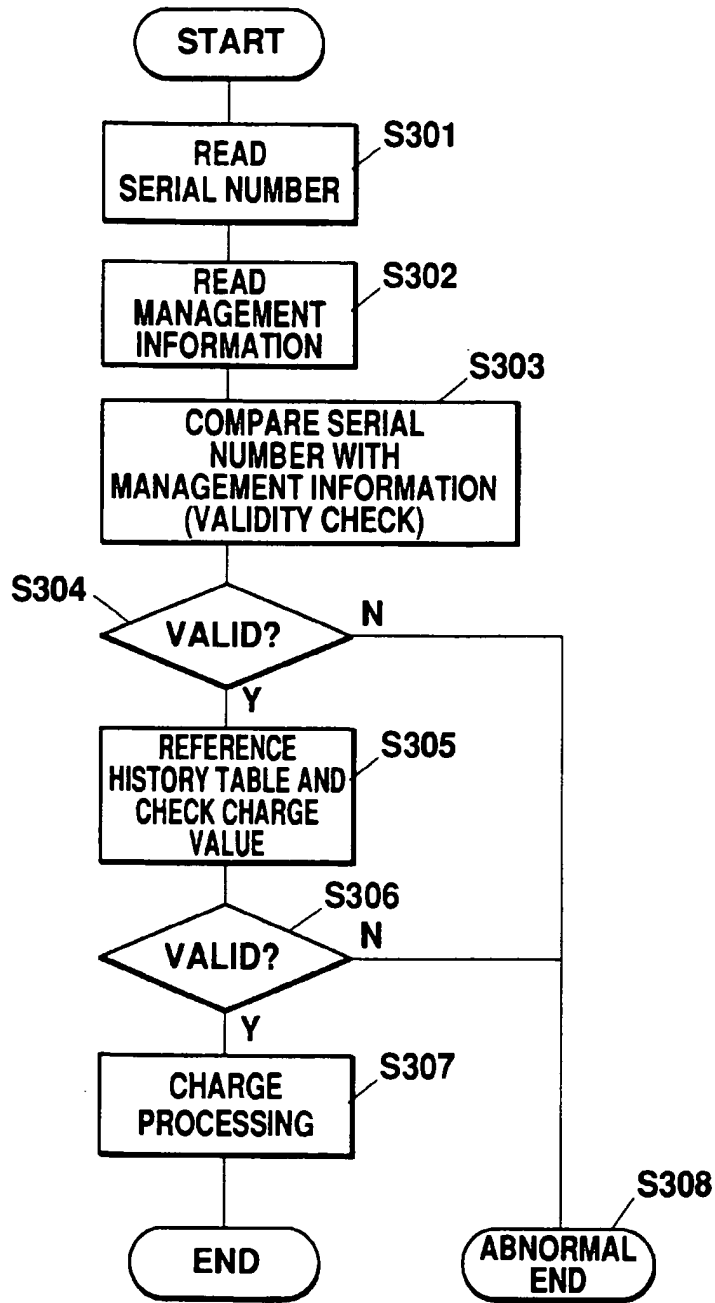 START
S301
READ
SERIAL NUMBER
S302
READ
MANAGEMENT
INFORMATION
S303
COMPARE SERIAL
NUMBER WITH
MANAGEMENT INFORMATION
(VALIDITY CHECK)
S304
VALID?
N
Y
S305
REFERENCE
HISTORY TABLE AND
CHECK CHARGE
VALUE
S306
VALID?
N
Y
S307
CHARGE
PROCESSING
END
S308
ABNORMAL
END